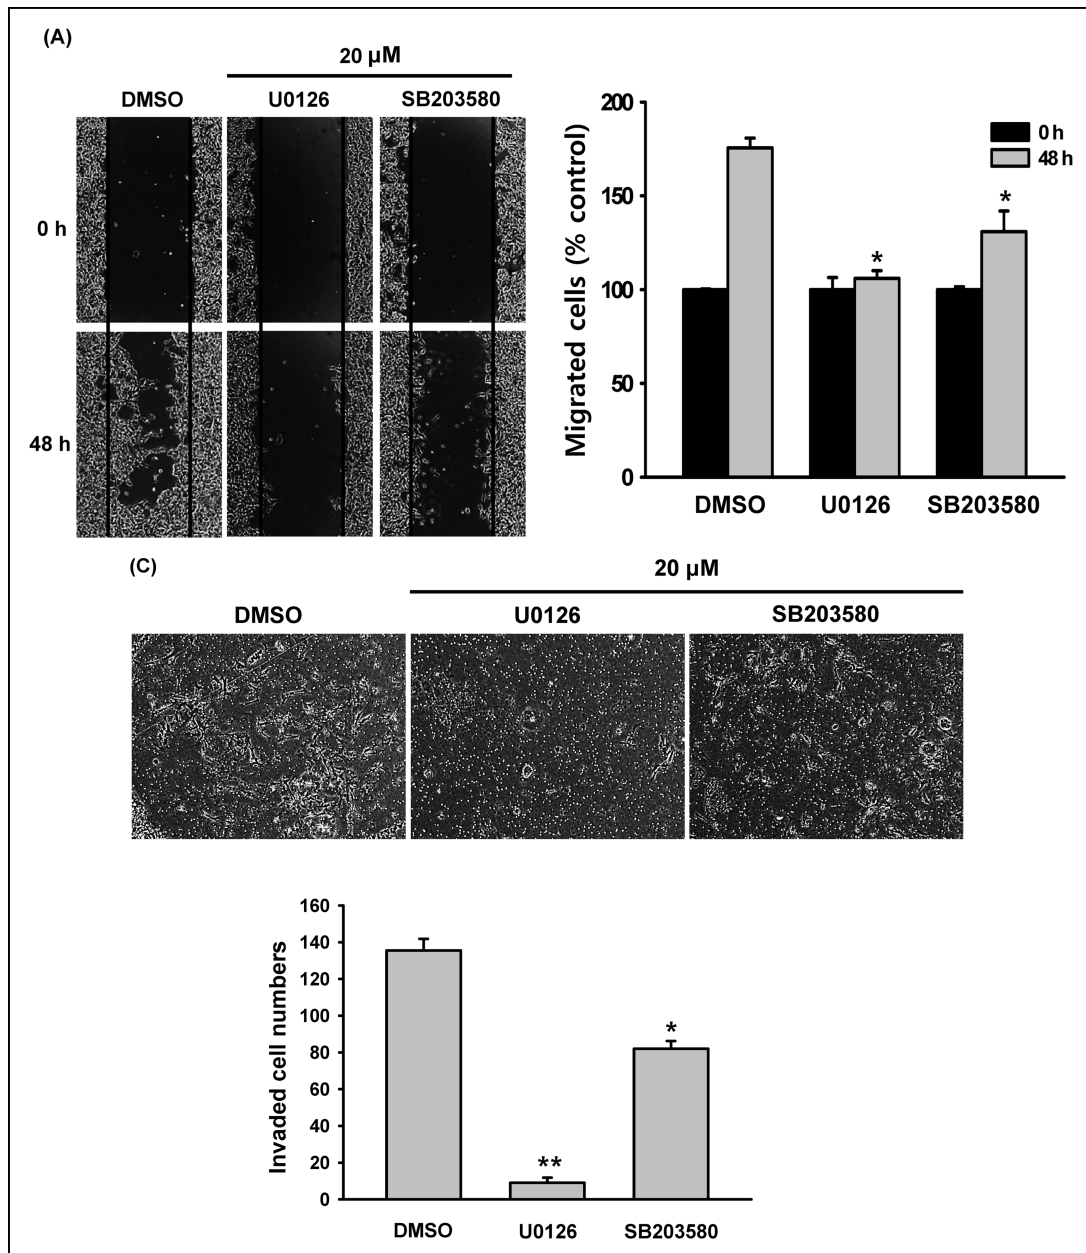 (A)
20 µM
DMSO U0126 SB203580
0 h
48 h
Migrated cells (% control)
200
150
100
50
0
0 h
48 h
*
*
DMSO U0126 SB203580
(C)
20 µM
DMSO U0126 SB203580
Invaded cell numbers
160
140
120
100
80
60
40
20
0
**
*
DMSO U0126 SB203580